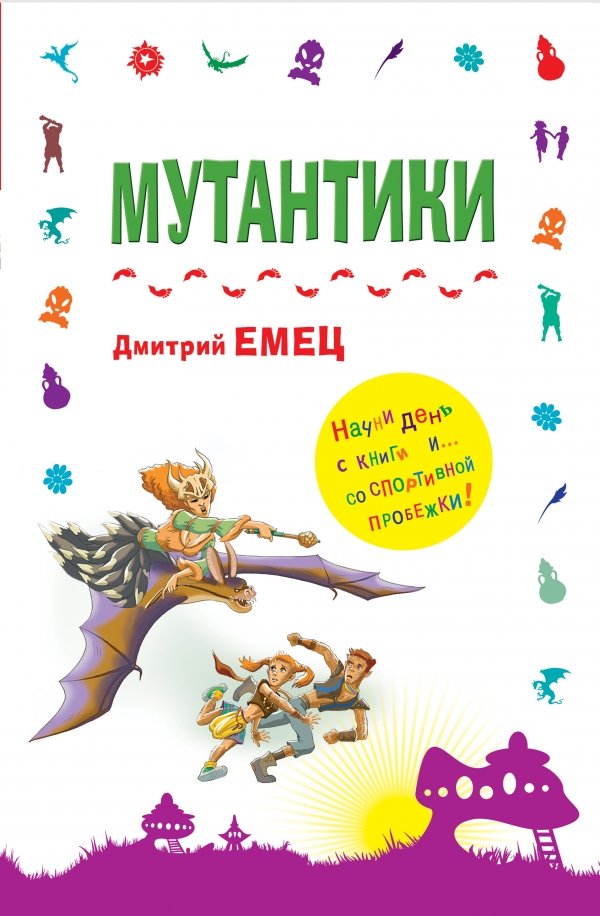 МУТАНТИКИ
Дмитрий ЕМЕЦ
Начни день
с книги и...
со спортивной
пробежки!